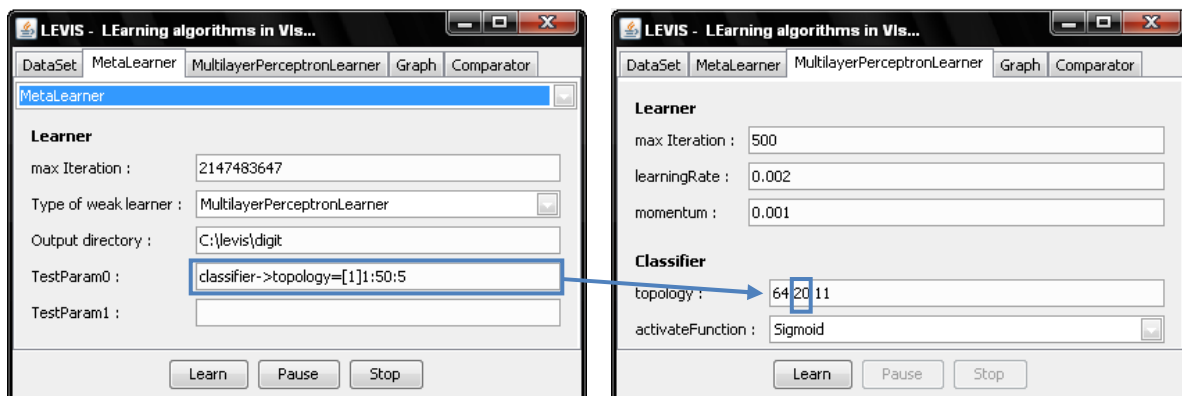 LEVIS - LEarning algorithms in VIs...
DataSet MetaLearner MultilayerPerceptronLearner Graph Comparator
MetaLearner
Learner
max Iteration : 2147483647
Type of weak learner : MultilayerPerceptronLearner
Output directory : C:\levis\digit
TestParam0 : classifier->topology=[1]1:50:5
TestParam1 :
Learn Pause Stop
LEVIS - LEarning algorithms in VIs...
DataSet MetaLearner MultilayerPerceptronLearner Graph Comparator
Learner
max Iteration : 500
learningRate : 0.002
momentum : 0.001
Classifier
topology : 64 20 11
activateFunction : Sigmoid
Learn Pause Stop